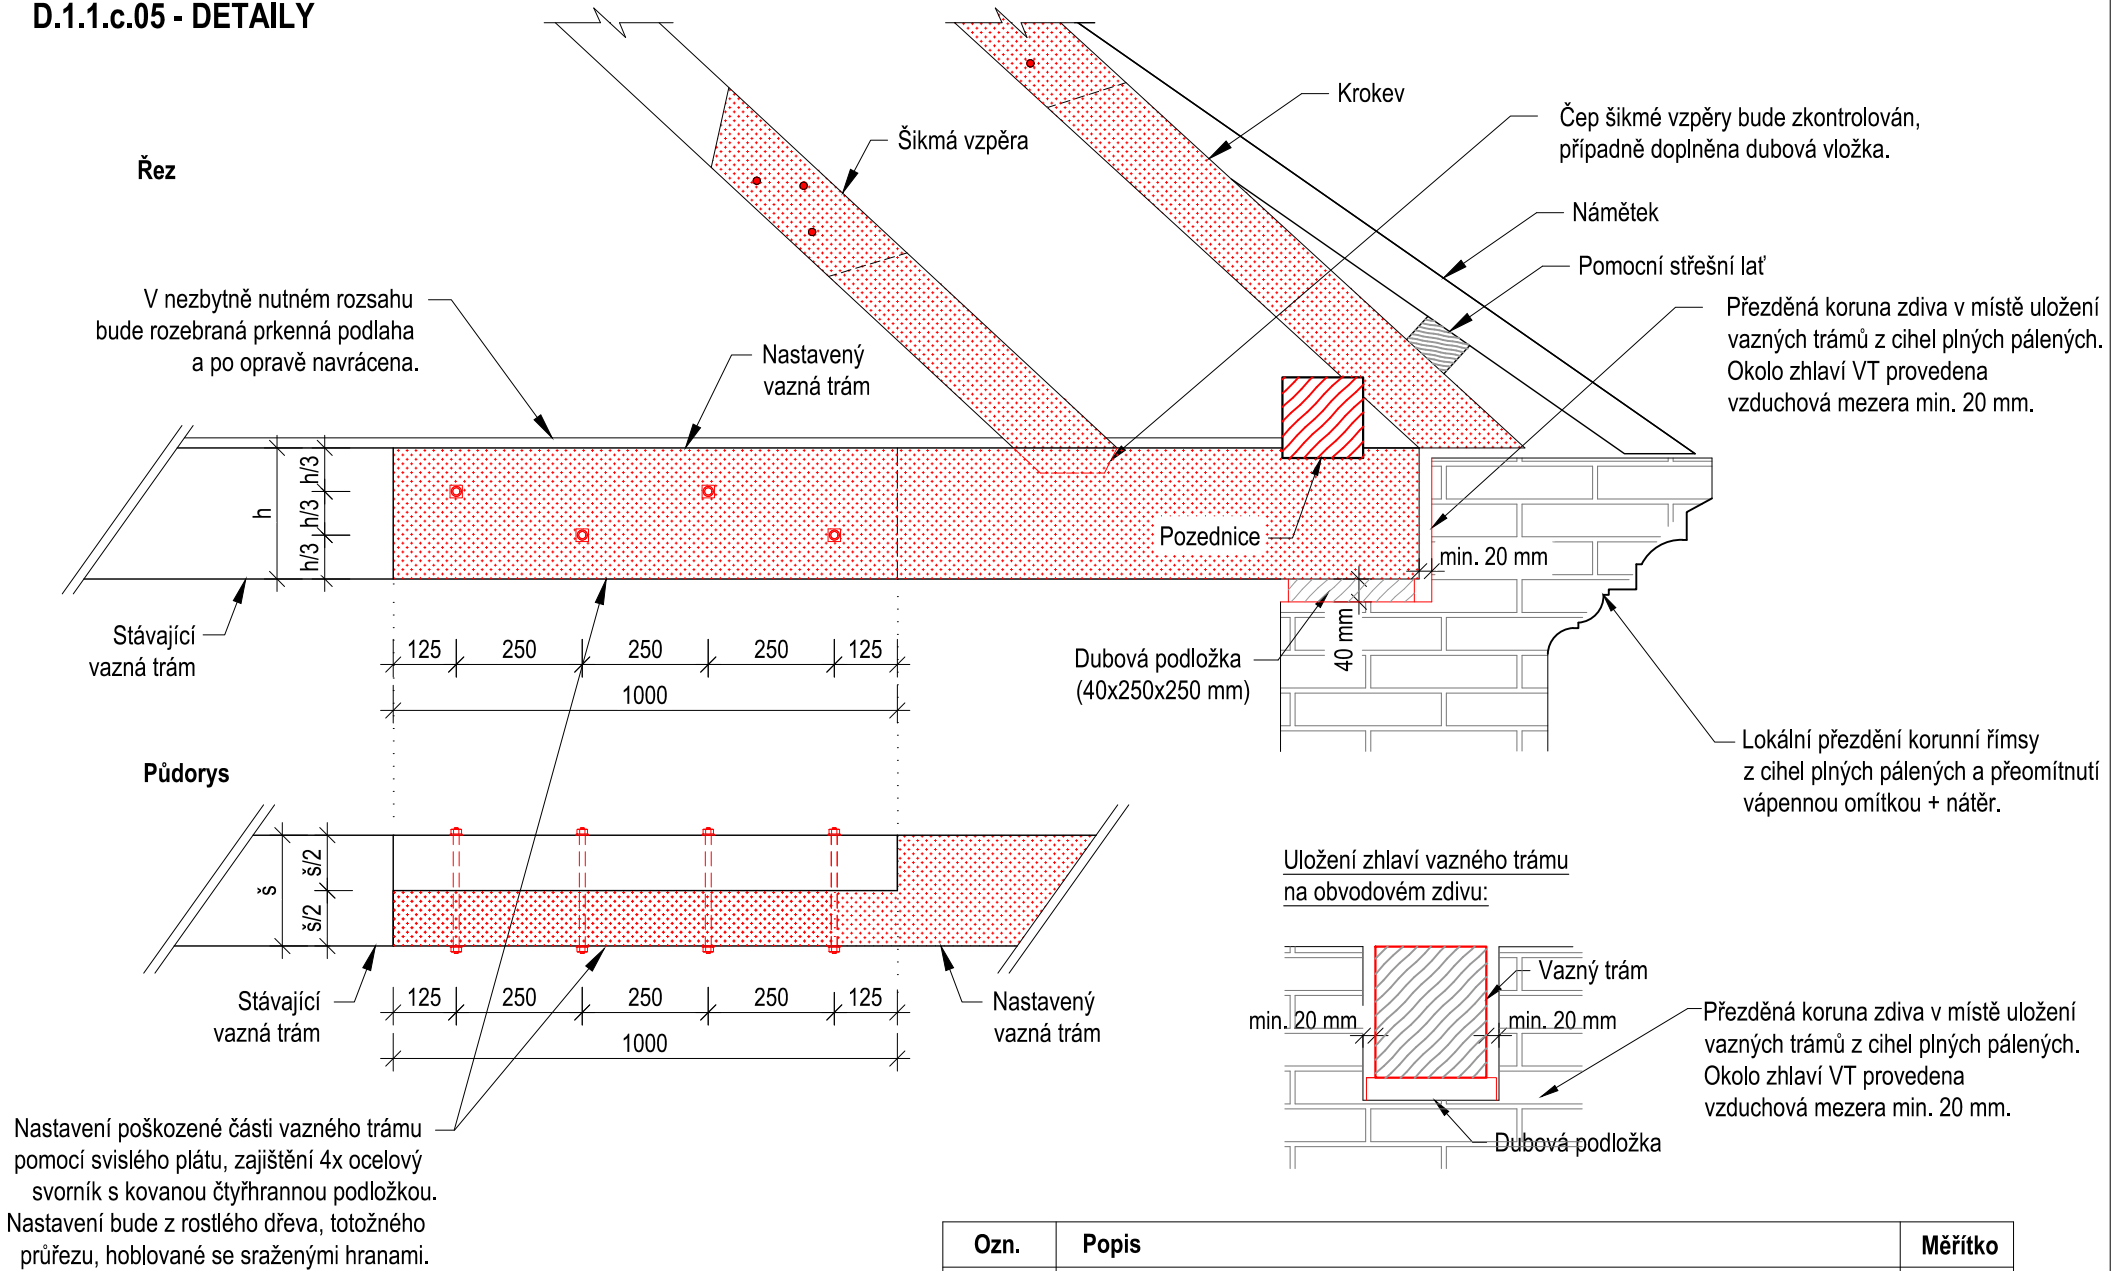 D.1.1.c.05 - DETAILY
Řez
Krokev
Čep šikmé vzpěry bude zkontrolován,
případně doplněna dubová vložka.
Šikmá vzpěra
Námětek
Pomocní střešní lať
V nezbytně nutném rozsahu
bude rozebraná prkenná podlaha
a po opravě navrácena.
Nastavený
vazná trám
Přezděná koruna zdiva v místě uložení
vazných trámů z cihel plných pálených.
Okolo zhlaví VT provedena
vzduchová mezera min. 20 mm.
h
h/3
h/3
h/3
Pozednice
min. 20 mm
40 mm
Stávající
vazná trám
125 250 250 250 125
1000
Dubová podložka
(40x250x250 mm)
Lokální přezdění korunní římsy
z cihel plných pálených a přeomítnutí
vápennou omítkou + nátěr.
Půdorys
š
š/2
š/2
Stávající
vazná trám
125 250 250 250 125
1000
Nastavený
vazná trám
Uložení zhlaví vazného trámu
na obvodovém zdivu:
Vazný trám
min. 20 mm
min. 20 mm
Přezděná koruna zdiva v místě uložení
vazných trámů z cihel plných pálených.
Okolo zhlaví VT provedena
vzduchová mezera min. 20 mm.
Dubová podložka
Nastavení poškozené části vazného trámu
pomocí svislého plátu, zajištění 4x ocelový
svorník s kovanou čtyřhrannou podložkou.
Nastavení bude z rostlého dřeva, totožného
průřezu, hoblované se sraženými hranami.
Ozn. Popis Měřítko